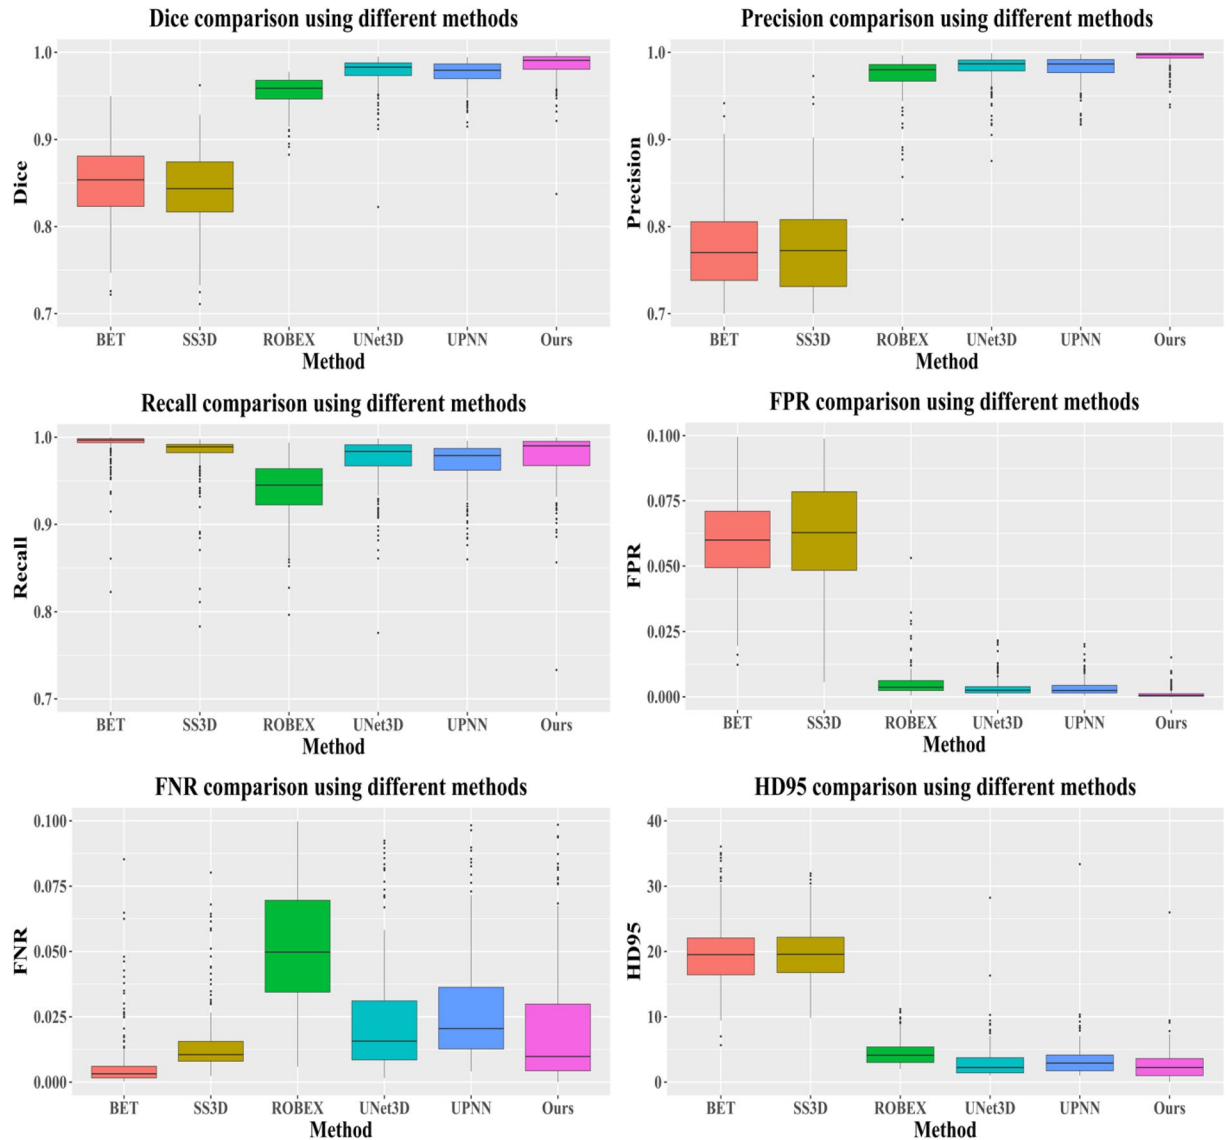 Dice comparison using different methods
Dice
1.0
0.9
0.8
0.7
BET SS3D ROBEX UNet3D UPNN Ours
Method
Precision comparison using different methods
Precision
1.0
0.9
0.8
0.7
BET SS3D ROBEX UNet3D UPNN Ours
Method
Recall comparison using different methods
Recall
1.0
0.9
0.8
0.7
BET SS3D ROBEX UNet3D UPNN Ours
Method
FPR comparison using different methods
FPR
0.100
0.075
0.050
0.025
0.000
BET SS3D ROBEX UNet3D UPNN Ours
Method
FNR comparison using different methods
FNR
0.100
0.075
0.050
0.025
0.000
BET SS3D ROBEX UNet3D UPNN Ours
Method
HD95 comparison using different methods
HD95
40
30
20
10
0
BET SS3D ROBEX UNet3D UPNN Ours
Method